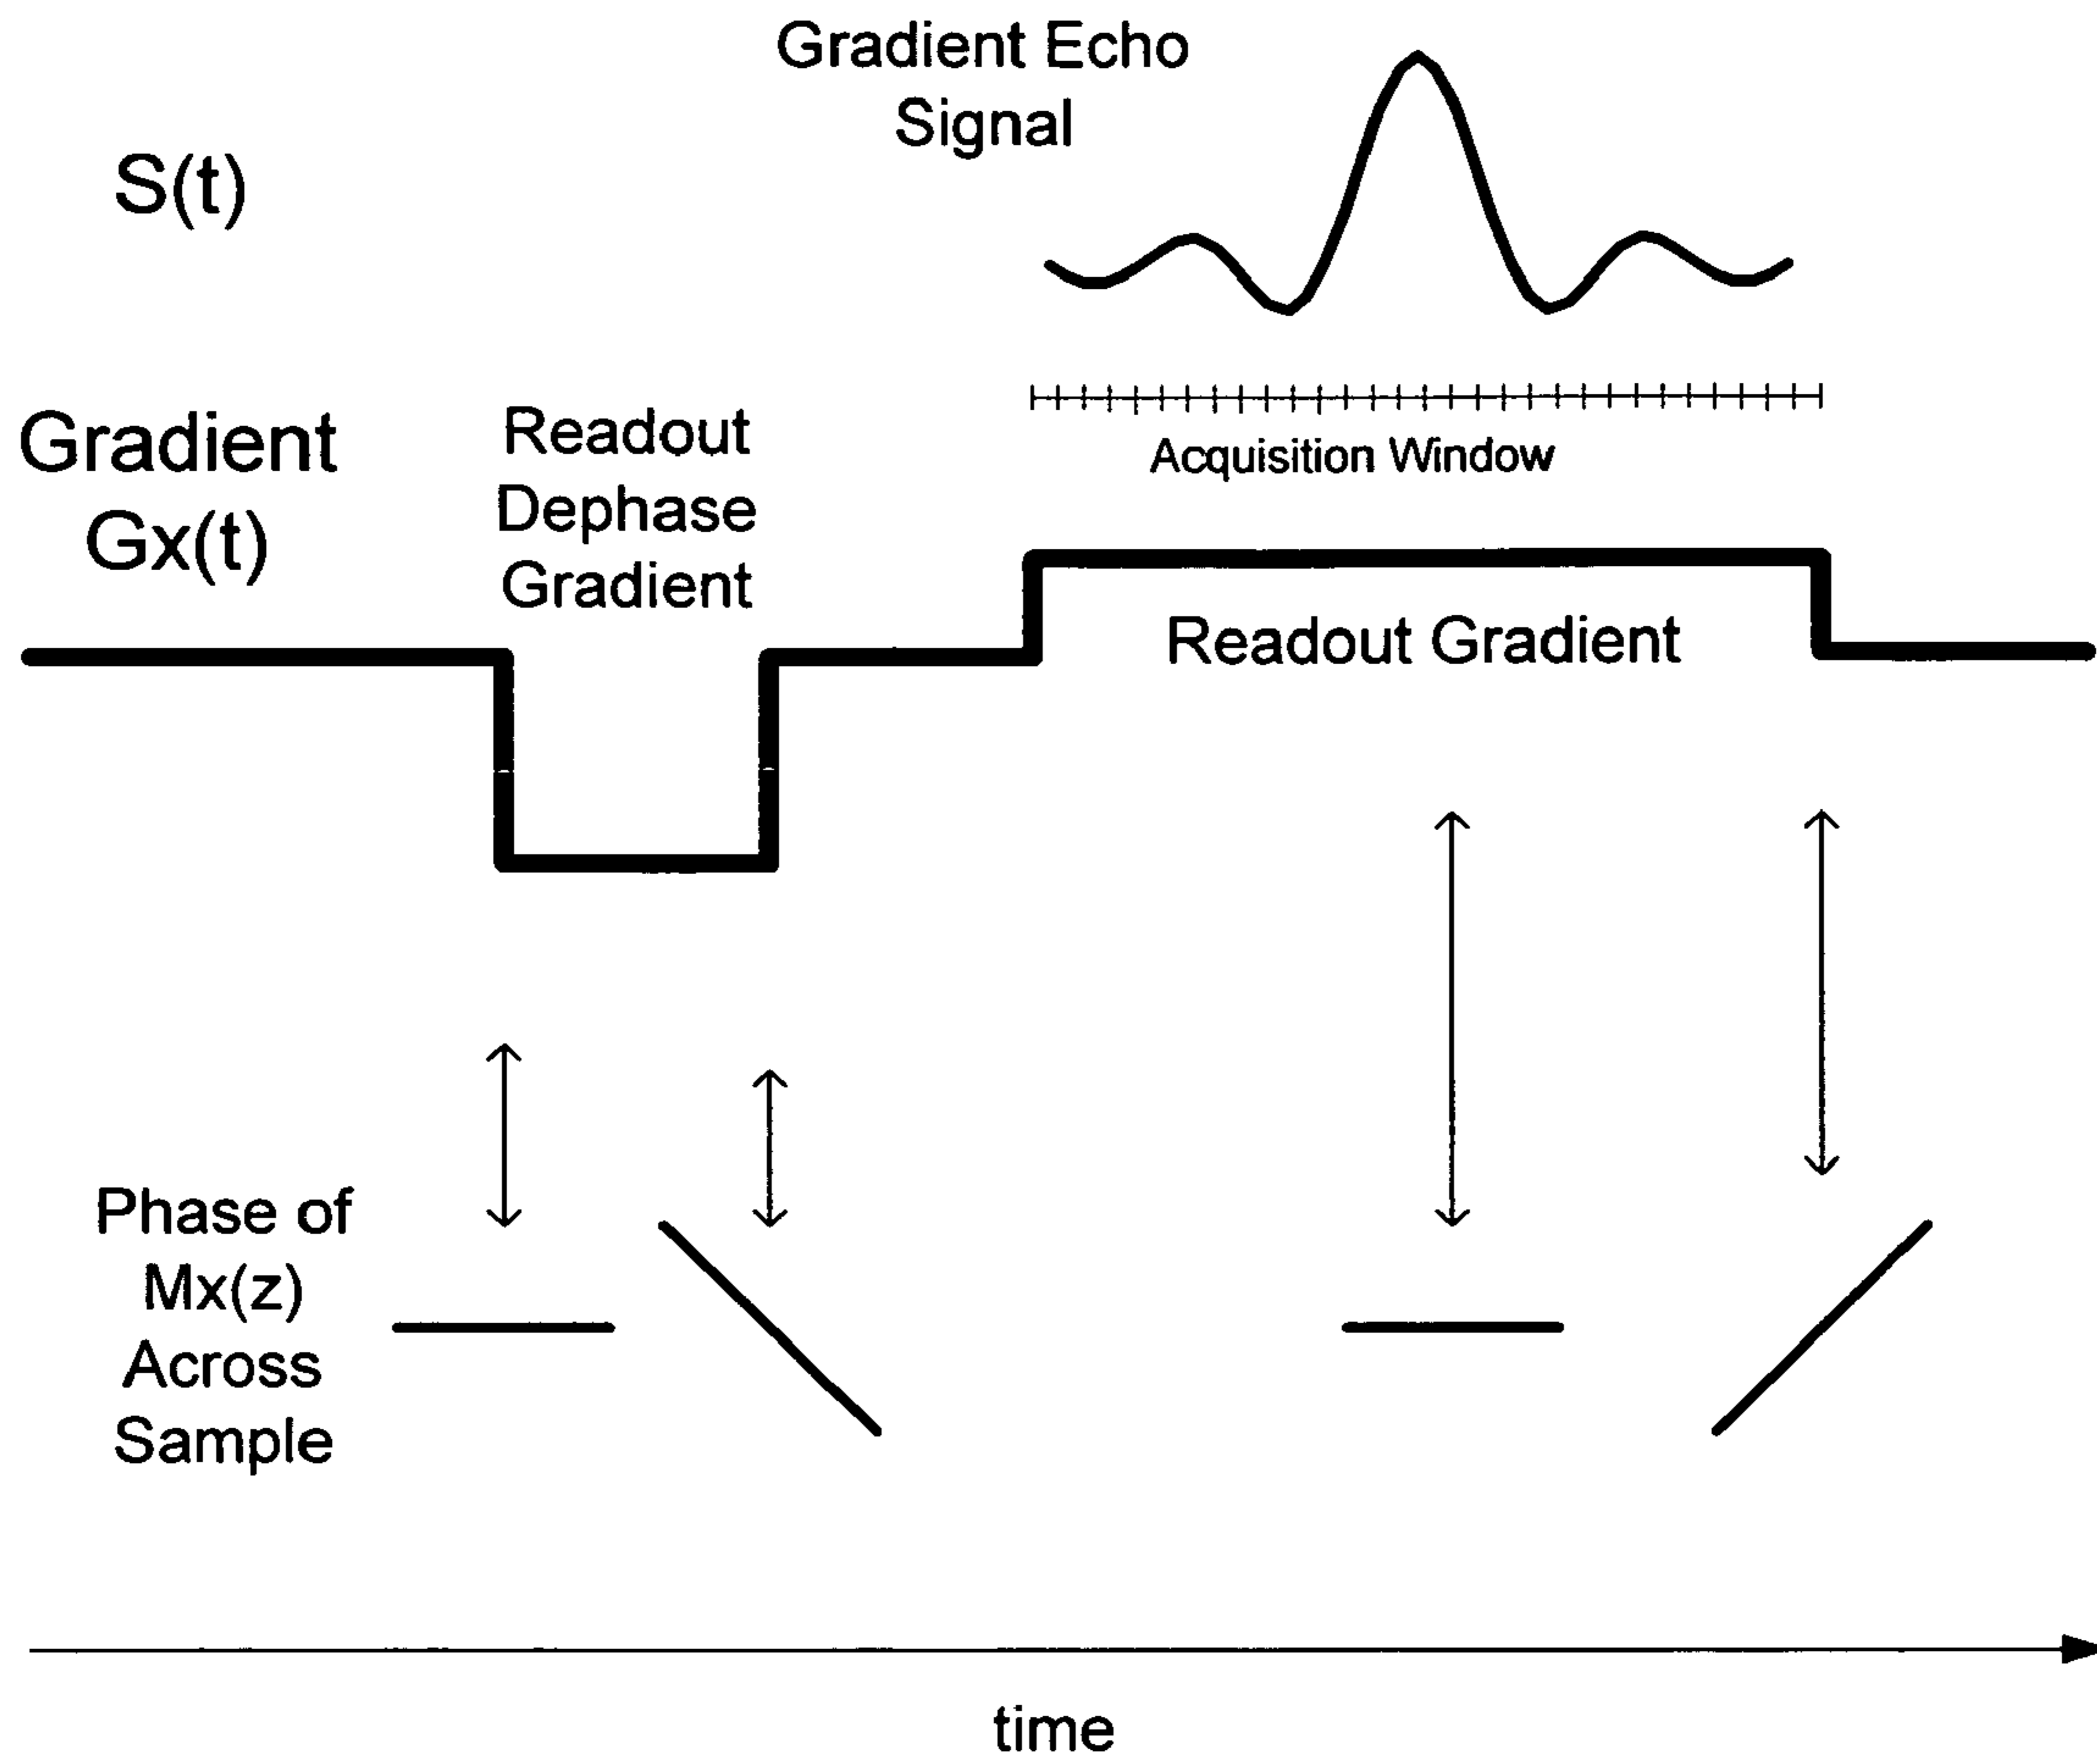 Gradient Echo
Signal
S(t)
Acquisition Window
Gradient
Gx(t)
Readout
Dephase
Gradient
Readout Gradient
Phase of
Mx(z)
Across
Sample
time